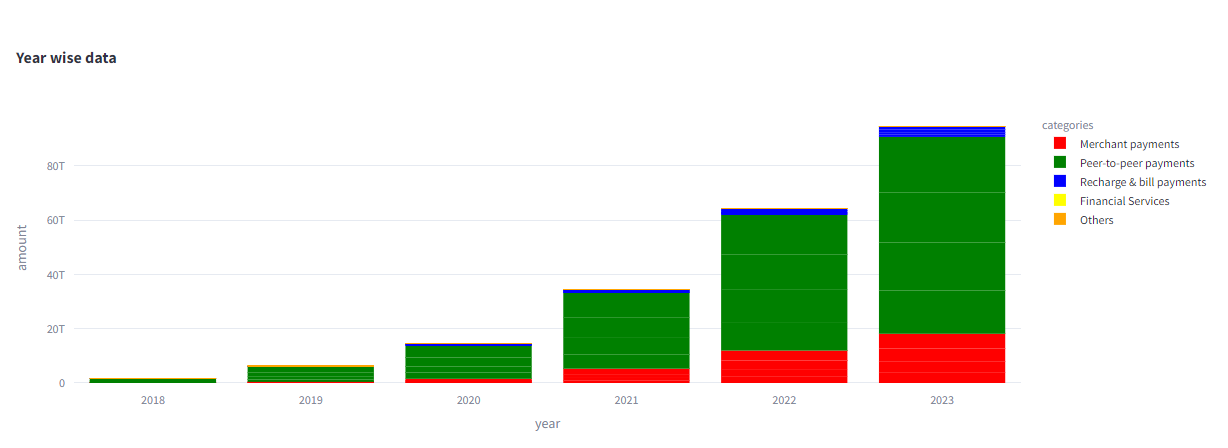 Year wise data
80T
60T
40T
20T
0
amount
2018
2019
2020
2021
2022
2023
year
categories
Merchant payments
Peer-to-peer payments
Recharge & bill payments
Financial Services
Others